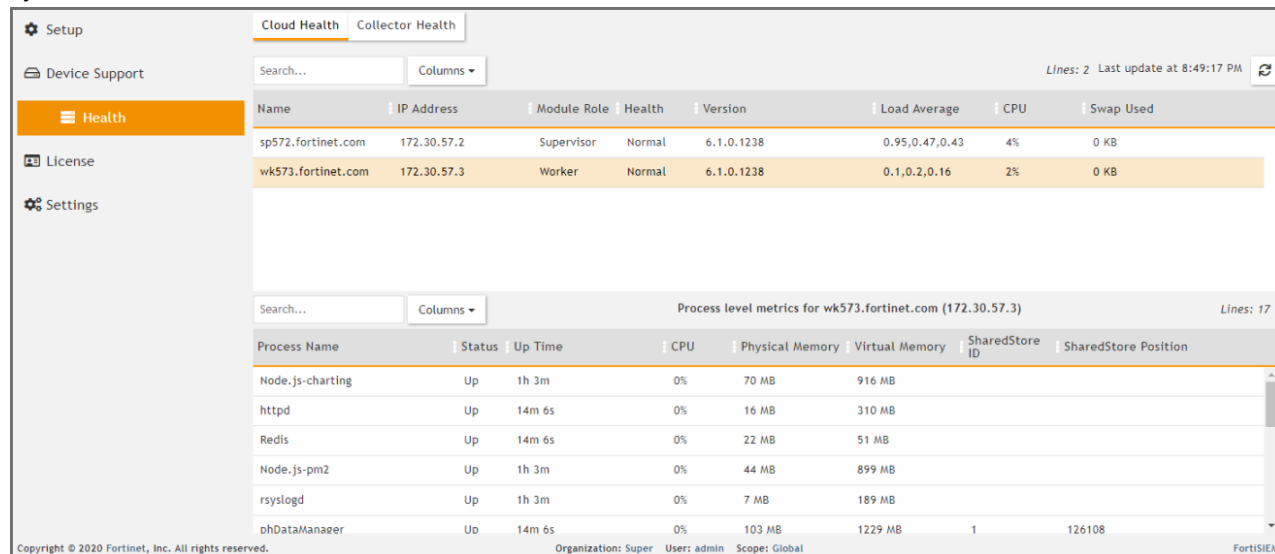 Setup
Device Support
Health
License
Settings
Cloud Health Collector Health
Search... Columns Lines: 2 Last update at 8:49:17 PM
Name IP Address Module Role Health Version Load Average CPU Swap Used
sp572.fortinet.com 172.30.57.2 Supervisor Normal 6.1.0.1238 0.95,0.47,0.43 4% 0 KB
wk573.fortinet.com 172.30.57.3 Worker Normal 6.1.0.1238 0.1,0.2,0.16 2% 0 KB
Search... Columns Process level metrics for wk573.fortinet.com (172.30.57.3) Lines: 17
Process Name Status Up Time CPU Physical Memory Virtual Memory SharedStore ID SharedStore Position
Node.js-charting Up 1h 3m 0% 70 MB 916 MB
httpd Up 14m 6s 0% 16 MB 310 MB
Redis Up 14m 6s 0% 22 MB 51 MB
Node.js-pm2 Up 1h 3m 0% 44 MB 899 MB
rsyslogd Up 1h 3m 0% 7 MB 189 MB
phDataManager Up 14m 6s 0% 103 MB 1229 MB 1 126108
Copyright © 2020 Fortinet, Inc. All rights reserved. Organization: Super User: admin Scope: Global